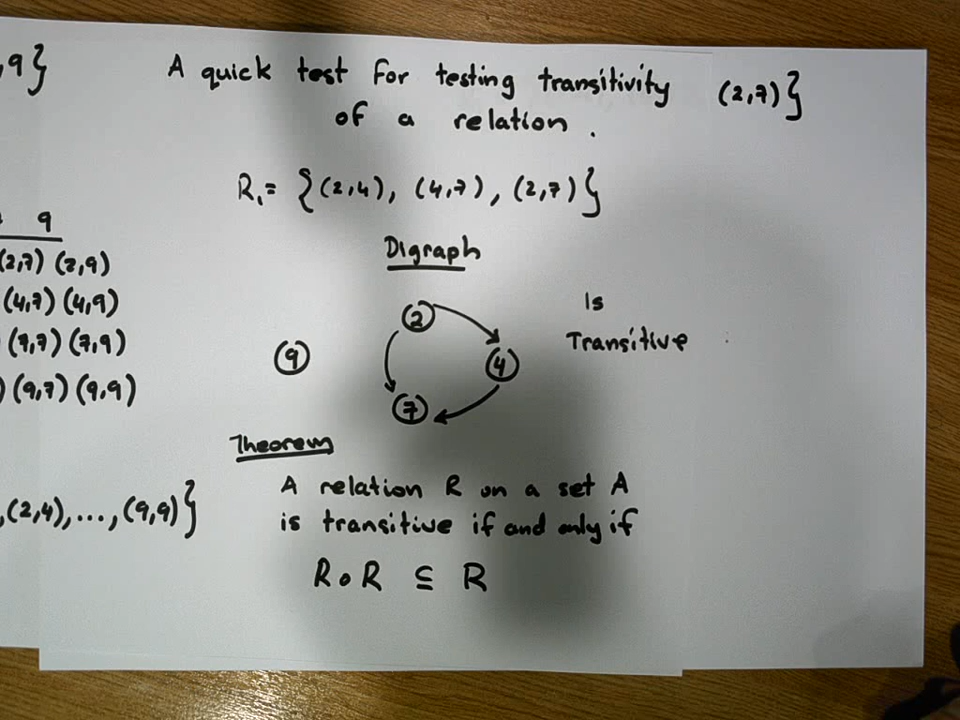 ,9}
9
(2,7) (2,9)
(4,7) (4,9)
(7,7) (7,9)
) (9,7) (9,9)
,(2,4),...,(9,9)}
A quick test for testing transitivity (2,7)}
of a relation.
R₁= {(2,4), (4,7), (2,7)}
Digraph
2
Is
Transitive
9
4
7
Theorem
A relation R on a set A
is transitive if and only if
R∘R ⊆ R